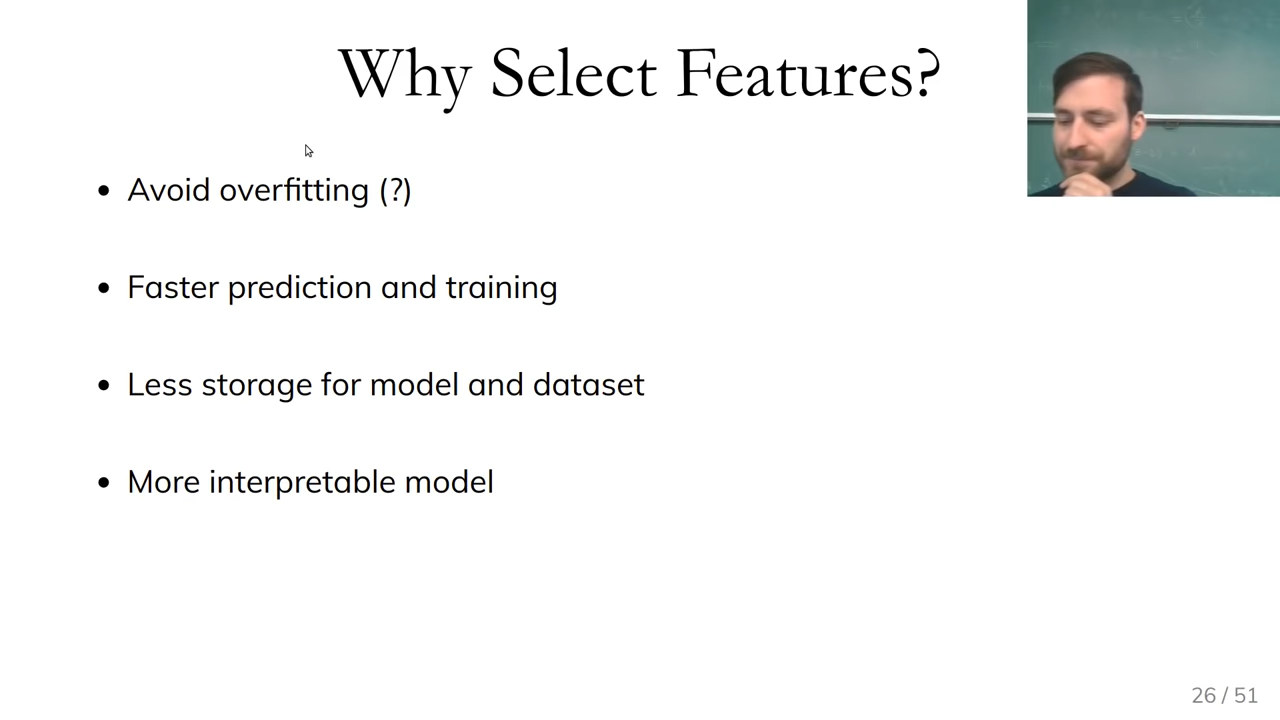 Why Select Features?
• Avoid overfitting (?)
• Faster prediction and training
• Less storage for model and dataset
• More interpretable model
26 / 51